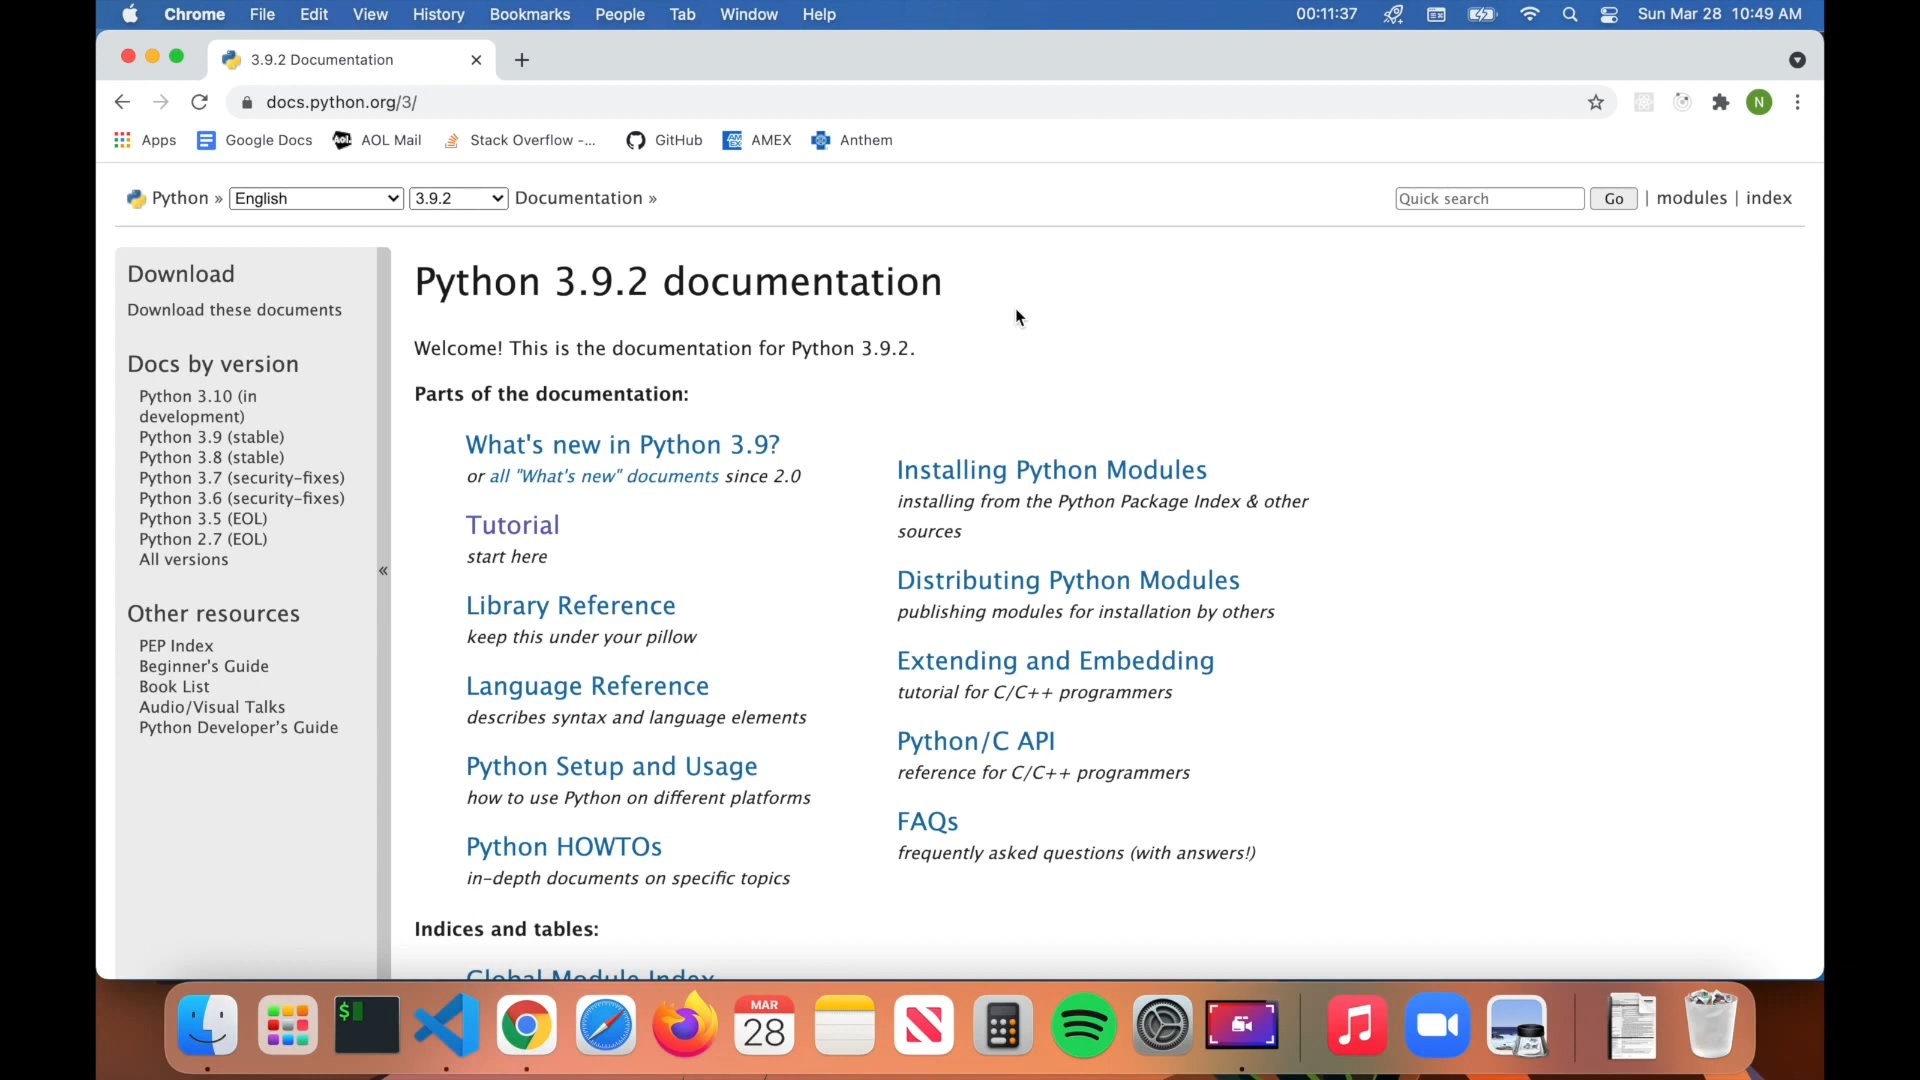 Chrome File Edit View History Bookmarks People Tab Window Help 00:11:37 Sun Mar 28 10:49 AM
3.9.2 Documentation
docs.python.org/3/
N
Apps Google Docs Aol. AOL Mail Stack Overflow -... GitHub AMEX Anthem
Python » English 3.9.2 Documentation » Quick search Go | modules | index
Download
Download these documents
Docs by version
Python 3.10 (in
development)
Python 3.9 (stable)
Python 3.8 (stable)
Python 3.7 (security-fixes)
Python 3.6 (security-fixes)
Python 3.5 (EOL)
Python 2.7 (EOL)
All versions
Other resources
PEP Index
Beginner's Guide
Book List
Audio/Visual Talks
Python Developer's Guide
«
Python 3.9.2 documentation
Welcome! This is the documentation for Python 3.9.2.
Parts of the documentation:
What's new in Python 3.9?
or all "What's new" documents since 2.0
Tutorial
start here
Library Reference
keep this under your pillow
Language Reference
describes syntax and language elements
Python Setup and Usage
how to use Python on different platforms
Python HOWTOs
in-depth documents on specific topics
Installing Python Modules
installing from the Python Package Index & other
sources
Distributing Python Modules
publishing modules for installation by others
Extending and Embedding
tutorial for C/C++ programmers
Python/C API
reference for C/C++ programmers
FAQs
frequently asked questions (with answers!)
Indices and tables:
Global Module Index
$
MAR
28